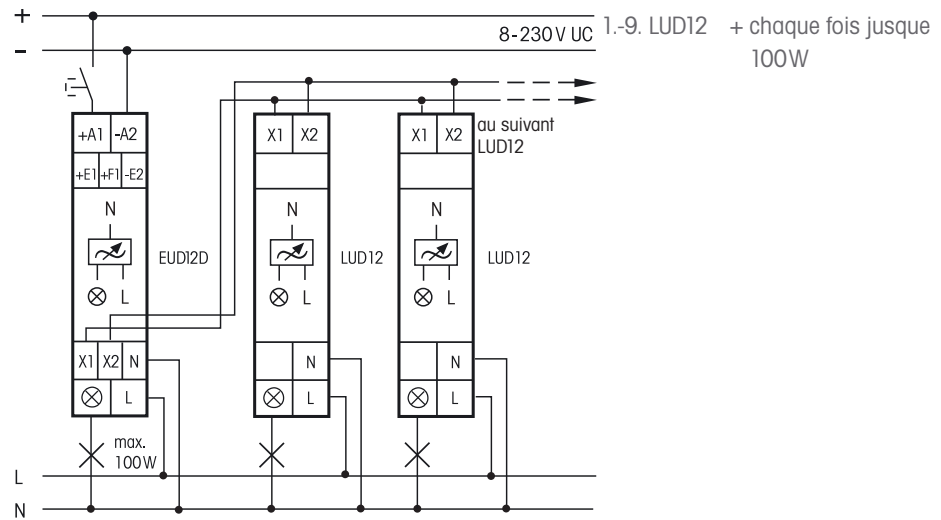 +
8-230 V UC
1.-9. LUD12 + chaque fois jusque
100W
-
+A1 -A2
X1 X2
X1 X2
au suivant
LUD12
+E1 +F1 -E2
N
N
N
EUD12D
LUD12
LUD12
L
L
L
X1 X2 N
N
N
L
L
L
max.
100W
L
N